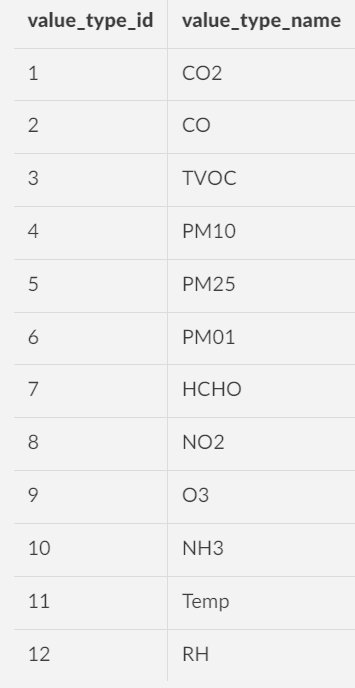 value_type_id value_type_name
1 CO2
2 CO
3 TVOC
4 PM10
5 PM25
6 PM01
7 HCHO
8 NO2
9 O3
10 NH3
11 Temp
12 RH